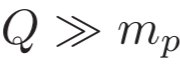 Q ≫ m_p